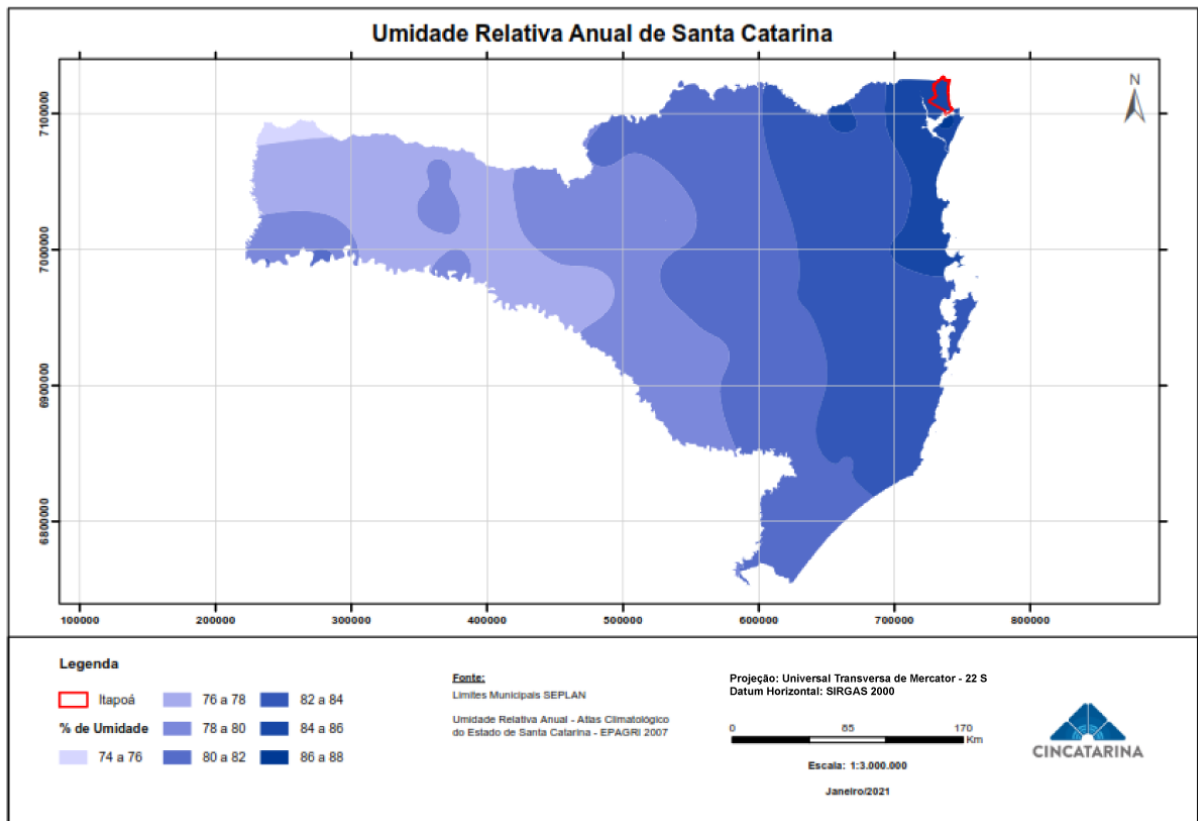 Umidade Relativa Anual de Santa Catarina
N
7100000
7000000
6900000
6800000
100000 200000 300000 400000 500000 600000 700000 800000
Legenda
Itapoá
% de Umidade
74 a 76
76 a 78
78 a 80
80 a 82
82 a 84
84 a 86
86 a 88
Fonte:
Limites Municipais SEPLAN
Umidade Relativa Anual - Atlas Climatológico
do Estado de Santa Catarina - EPAGRI 2007
Projeção: Universal Transversa de Mercator - 22 S
Datum Horizontal: SIRGAS 2000
0 85 170
Km
Escala: 1:3.000.000
Janeiro/2021
CINCATARINA